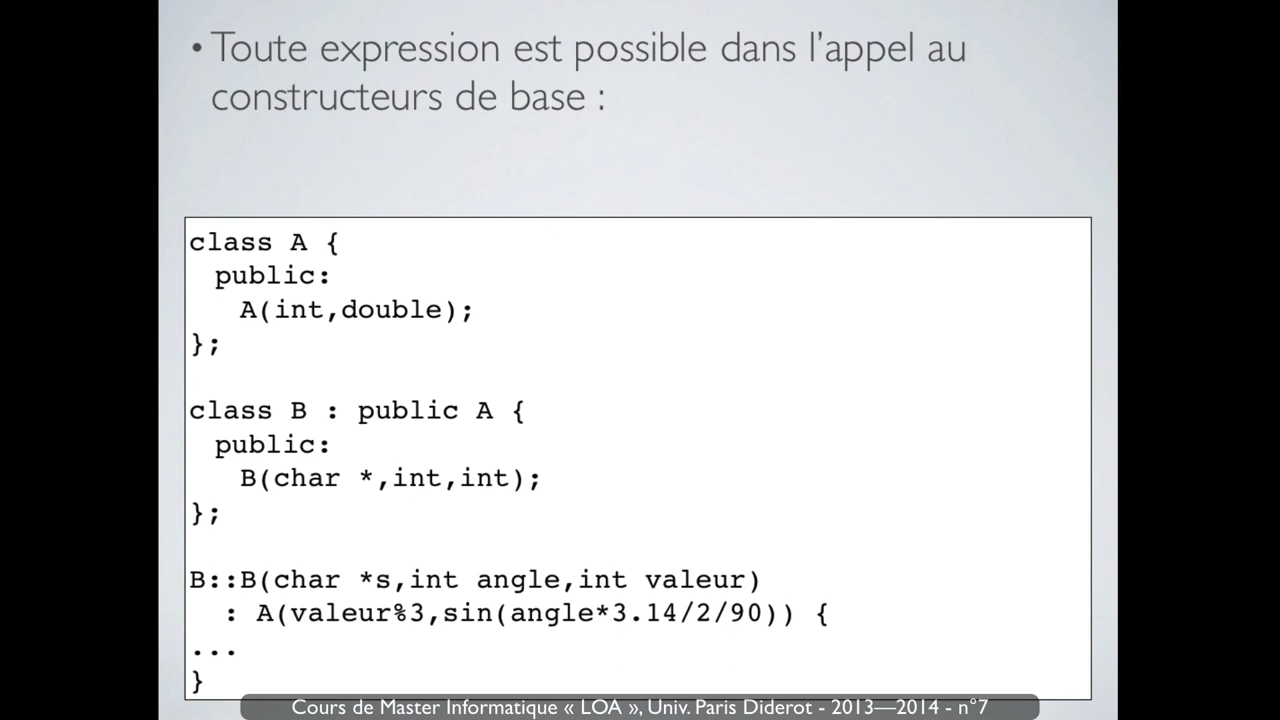 • Toute expression est possible dans l'appel au
constructeurs de base :
class A {
public:
A(int,double);
};
class B : public A {
public:
B(char *,int,int);
};
B::B(char *s,int angle,int valeur)
: A(valeur%3,sin(angle*3.14/2/90)) {
...
}
Cours de Master Informatique « LOA », Univ. Paris Diderot - 2013—2014 - n°7